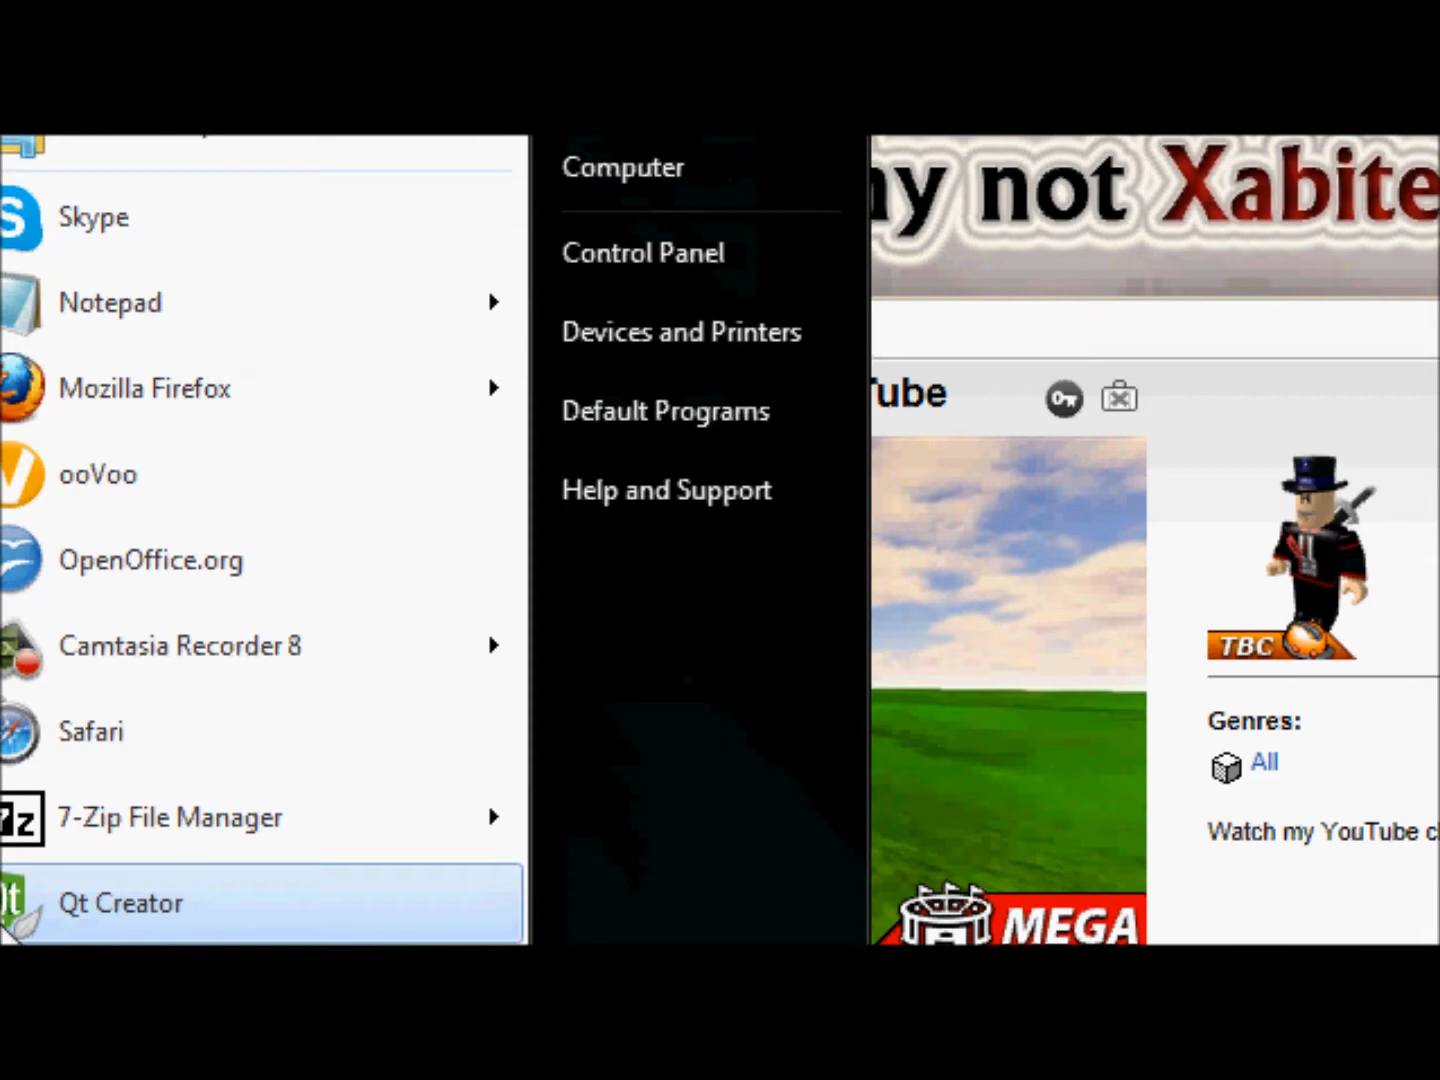 Skype
Notepad
Mozilla Firefox
ooVoo
OpenOffice.org
Camtasia Recorder 8
Safari
7-Zip File Manager
Qt Creator
Computer
Control Panel
Devices and Printers
Default Programs
Help and Support
not Xabite
Tube
TBC
Genres:
All
Watch my YouTube
MEGA